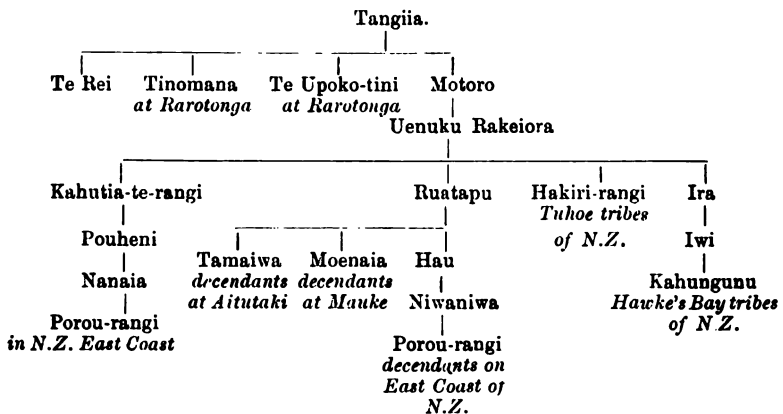 Tangiia.
Te Rei Tinomana Te Upoko-tini Motoro
at Rarotonga at Rarotonga
Uenuku Rakeiora
Kahutia-te-rangi Ruatapu Hakiri-rangi Ira
Tuhoe tribes
of N.Z.
Pouheni Iwi
Tamaiwa Moenaia Hau
decendants decendants
at Aitutaki at Mauke
Nanaia Niwaniwa Kahungunu
Hawke's Bay tribes
of N.Z.
Porou-rangi
in N.Z. East Coast
Porou-rangi
decendants on
East Coast of
N.Z.